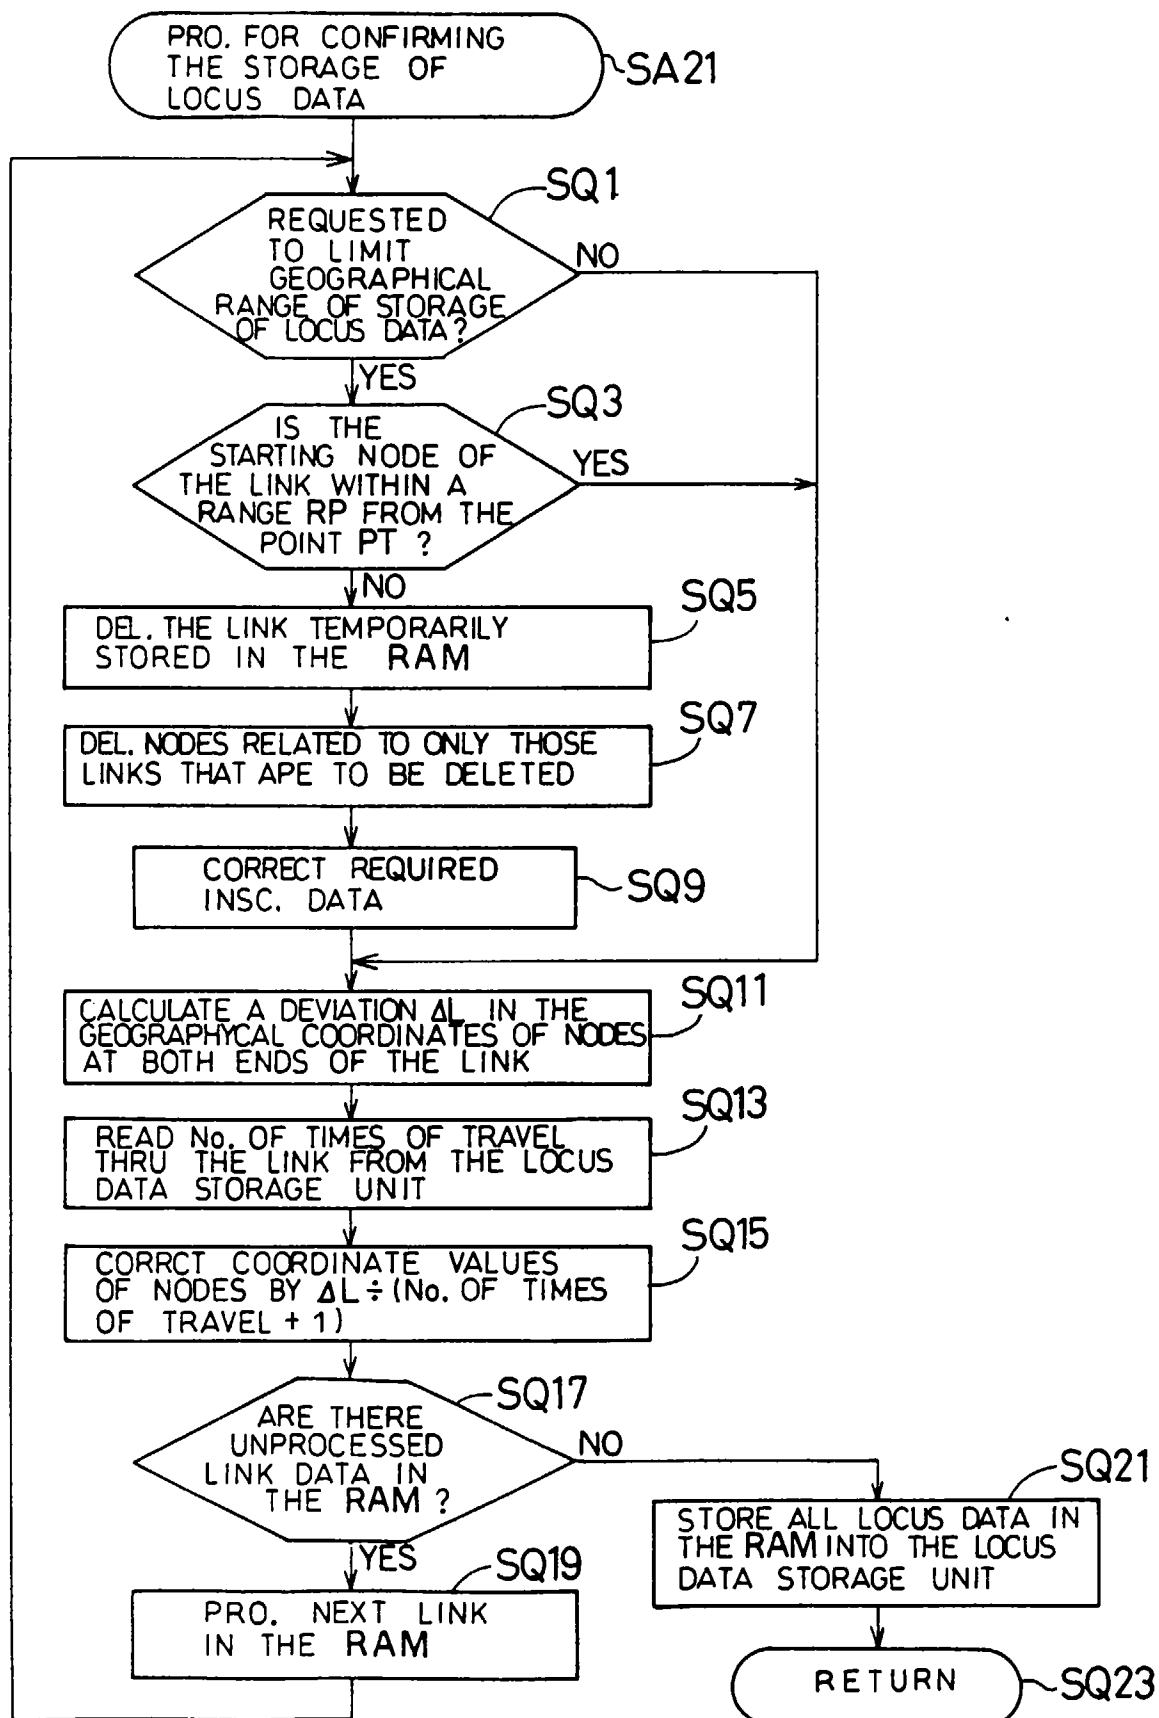 PRO. FOR CONFIRMING
THE STORAGE OF
LOCUS DATA
SA21
SQ1
REQUESTED
TO LIMIT
GEOGRAPHICAL
RANGE OF STORAGE
OF LOCUS DATA?
NO
YES
SQ3
IS THE
STARTING NODE OF
THE LINK WITHIN A
RANGE RP FROM THE
POINT PT ?
YES
NO
SQ5
DEL. THE LINK TEMPORARILY
STORED IN THE RAM
SQ7
DEL. NODES RELATED TO ONLY THOSE
LINKS THAT APE TO BE DELETED
CORRECT REQUIRED
INSC. DATA
SQ9
SQ11
CALCULATE A DEVIATION ΔL IN THE
GEOGRAPHYCAL COORDINATES OF NODES
AT BOTH ENDS OF THE LINK
SQ13
READ No. OF TIMES OF TRAVEL
THRU THE LINK FROM THE LOCUS
DATA STORAGE UNIT
SQ15
CORRCT COORDINATE VALUES
OF NODES BY ΔL÷(No. OF TIMES
OF TRAVEL + 1)
SQ17
ARE THERE
UNPROCESSED
LINK DATA IN
THE RAM ?
NO
YES
SQ19
PRO. NEXT LINK
IN THE RAM
SQ21
STORE ALL LOCUS DATA IN
THE RAM INTO THE LOCUS
DATA STORAGE UNIT
RETURN
SQ23